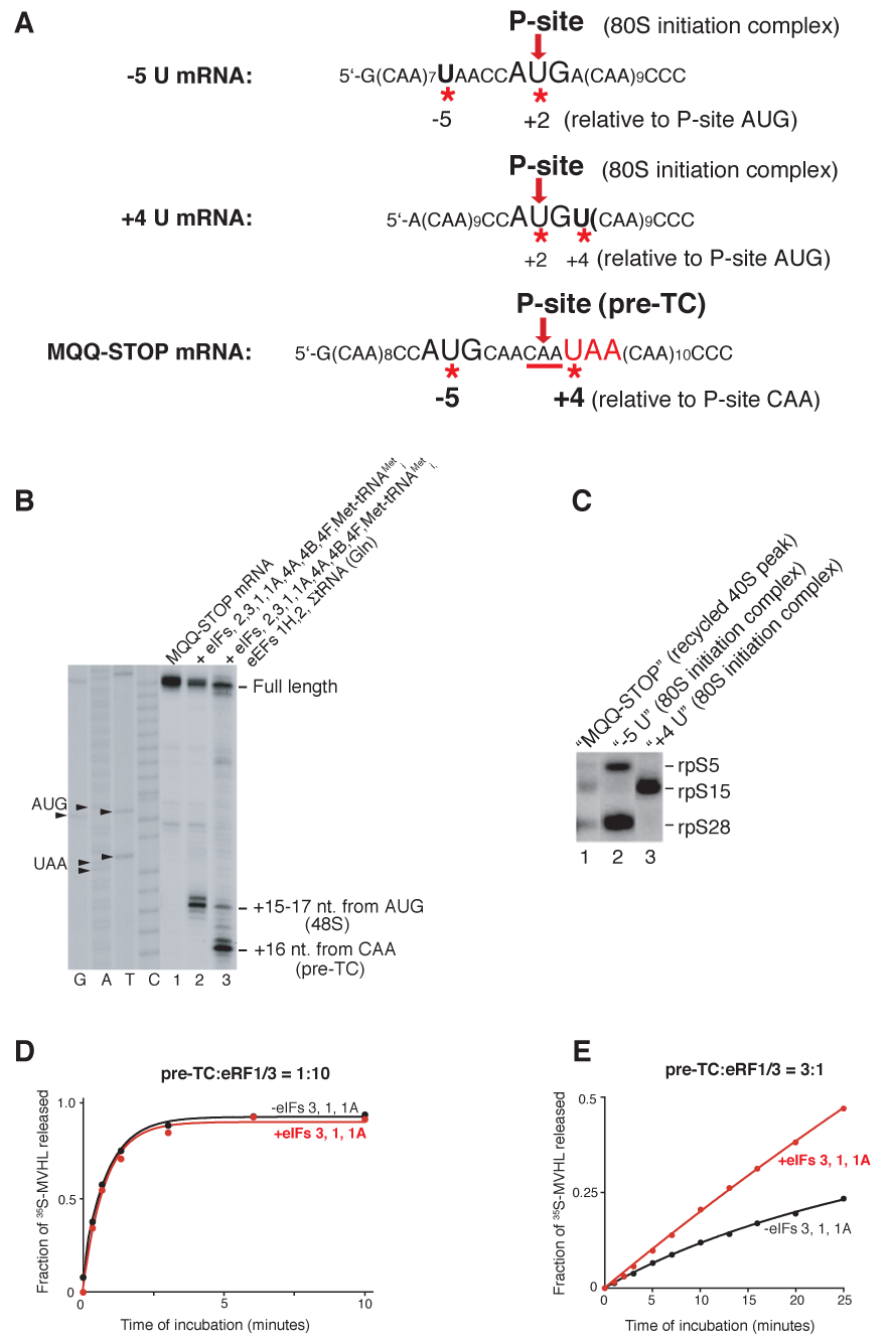 A
P-site (80S initiation complex)
-5 U mRNA: 5‘-G(CAA)7UAACCAUGA(CAA)9CCC
* *
-5 +2 (relative to P-site AUG)
P-site (80S initiation complex)
+4 U mRNA: 5‘-A(CAA)9CCAUGU(CAA)9CCC
* *
+2 +4 (relative to P-site AUG)
P-site (pre-TC)
MQQ-STOP mRNA: 5‘-G(CAA)8CCAUGCAACAAUAA(CAA)10CCC
* *
-5 +4 (relative to P-site CAA)
B
MQQ-STOP mRNA
+ eIFs, 2,3,1,1A,4A,4B,4F,Met-tRNAMeti
+ eIFs, 2,3,1,1A,4A,4B,4F,Met-tRNAMeti,
eEFs 1H,2, ΣtRNA (Gln)
Full length
AUG
UAA
+15-17 nt. from AUG
(48S)
+16 nt. from CAA
(pre-TC)
G A T C 1 2 3
C
“MQQ-STOP” (recycled 40S peak)
“-5 U” (80S initiation complex)
“+4 U” (80S initiation complex)
rpS5
rpS15
rpS28
1 2 3
D
pre-TC:eRF1/3 = 1:10
Fraction of 35S-MVHL released
1.0
0.5
0
-eIFs 3, 1, 1A
+eIFs 3, 1, 1A
0 5 10
Time of incubation (minutes)
E
pre-TC:eRF1/3 = 3:1
Fraction of 35S-MVHL released
0.5
0.25
0
+eIFs 3, 1, 1A
-eIFs 3, 1, 1A
0 5 10 15 20 25
Time of incubation (minutes)